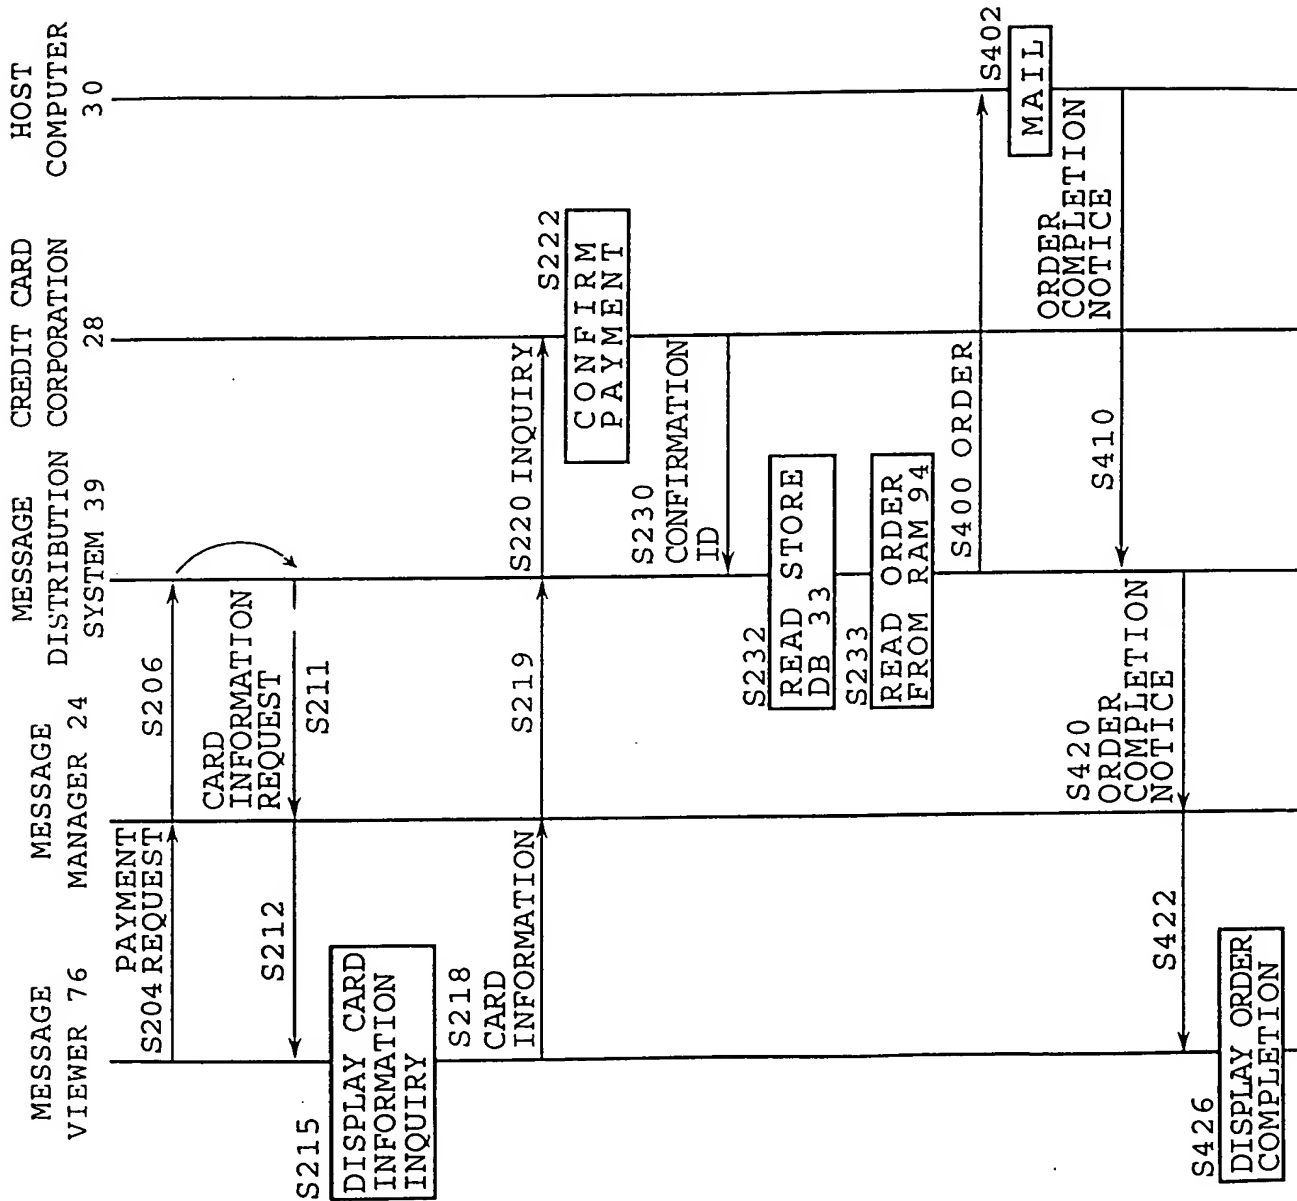 MESSAGE
VIEWER 76
MESSAGE
MANAGER 24
MESSAGE
DISTRIBUTION
SYSTEM 39
CREDIT CARD
CORPORATION
28
HOST
COMPUTER
30
PAYMENT
S204 REQUEST
S206
CARD
INFORMATION
REQUEST
S211
S212
S215
DISPLAY CARD
INFORMATION
INQUIRY
S218
CARD
INFORMATION
S219
S220 INQUIRY
S222
CONFIRM
PAYMENT
S230
CONFIRMATION
ID
S232
READ STORE
DB 33
S233
READ ORDER
FROM RAM 94
S400 ORDER
S402
MAIL
ORDER
COMPLETION
NOTICE
S410
S420
ORDER
COMPLETION
NOTICE
S422
S426
DISPLAY ORDER
COMPLETION